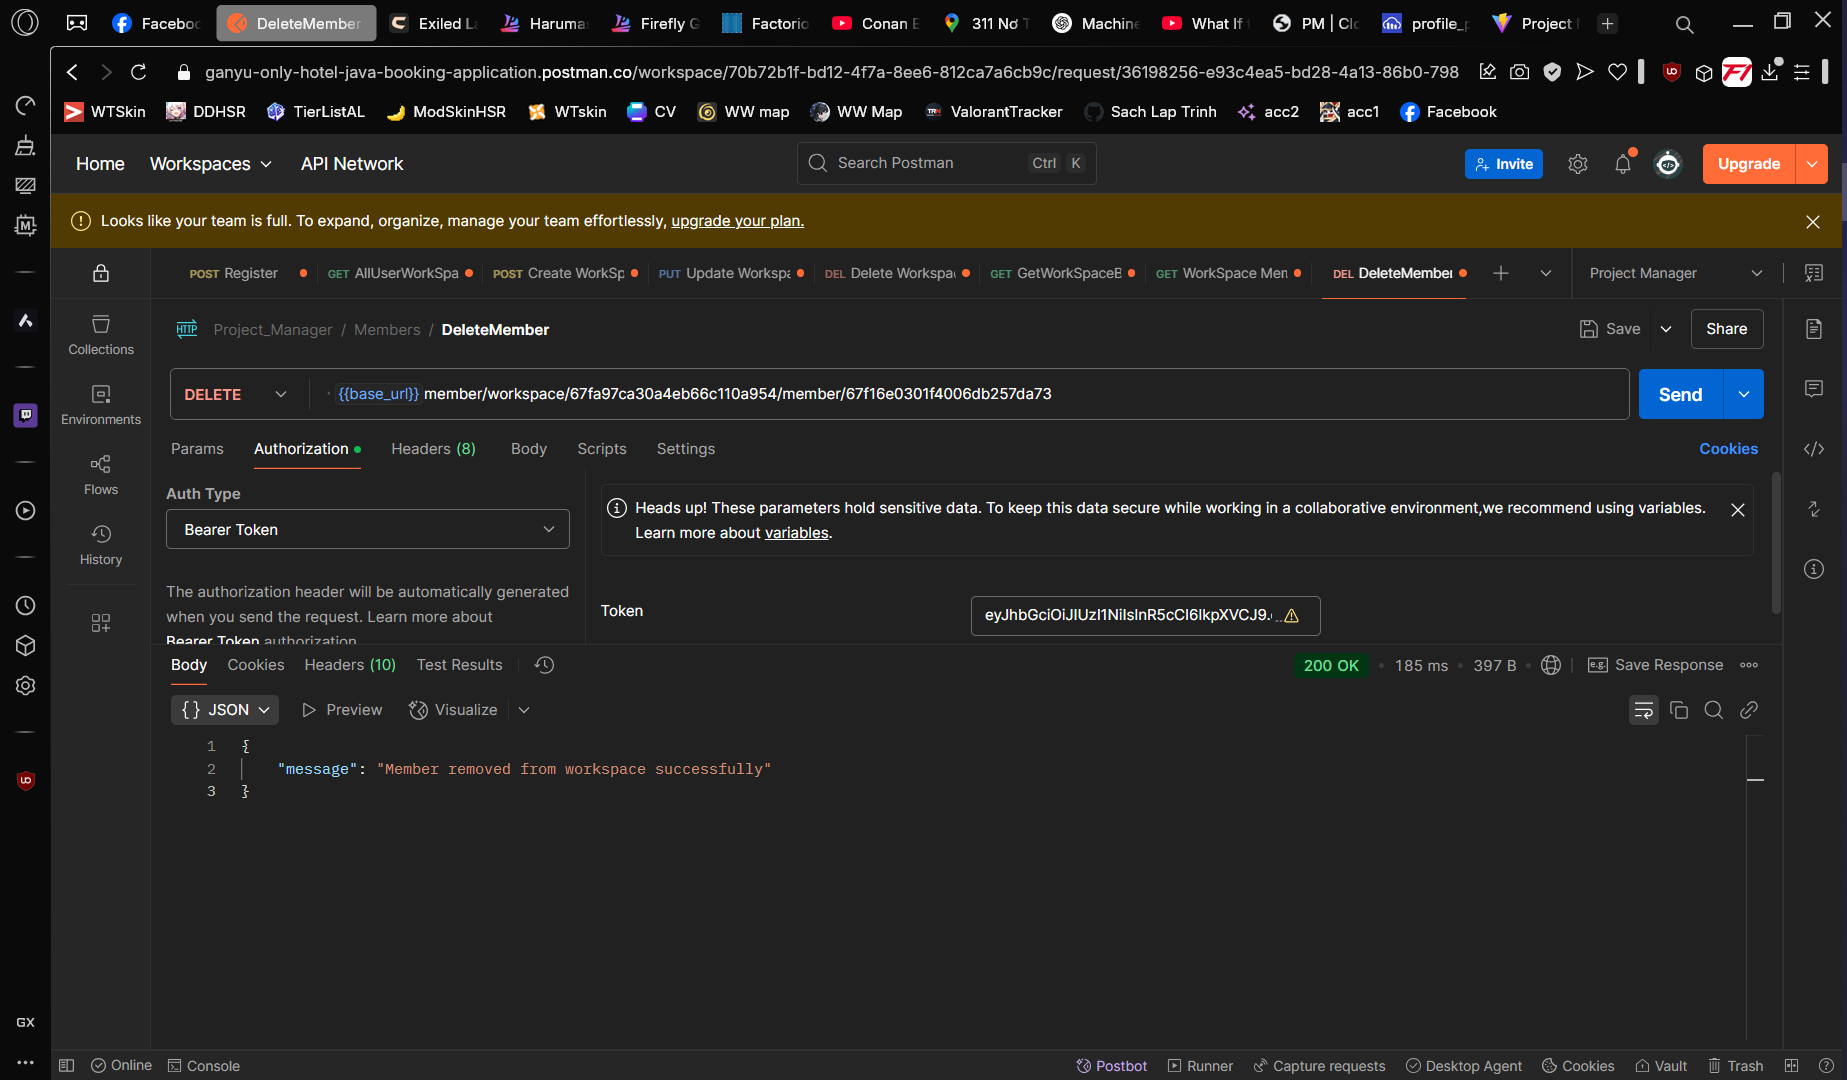 Facebo
DeleteMember
Exiled La
Haruma
Firefly G
Factorio
Conan E
311 Nơ T
Machine
What If
PM | Clo
profile_p
Project
ganyu-only-hotel-java-booking-application.postman.co/workspace/70b72b1f-bd12-4f7a-8ee6-812ca7a6cb9c/request/36198256-e93c4ea5-bd28-4a13-86b0-798
WTSkin
DDHSR
TierListAL
ModSkinHSR
WTskin
CV
WW map
WW Map
ValorantTracker
Sach Lap Trinh
acc2
acc1
Facebook
Home
Workspaces
API Network
Search Postman
Ctrl K
Invite
Upgrade
Looks like your team is full. To expand, organize, manage your team effortlessly, upgrade your plan.
POST Register
GET AllUserWorkSpa
POST Create WorkSp
PUT Update Workspa
DEL Delete Workspac
GET GetWorkSpaceB
GET WorkSpace Men
DEL DeleteMember
Project Manager
HTTP
Project_Manager / Members / DeleteMember
Save
Share
Collections
Environments
Flows
History
DELETE
{{base_url}} member/workspace/67fa97ca30a4eb66c110a954/member/67f16e0301f4006db257da73
Send
Params
Authorization
Headers (8)
Body
Scripts
Settings
Cookies
Auth Type
Bearer Token
The authorization header will be automatically generated
when you send the request. Learn more about
Bearer Token authorization.
Heads up! These parameters hold sensitive data. To keep this data secure while working in a collaborative environment,we recommend using variables.
Learn more about variables.
Token
eyJhbGciOiJIUzI1NiIsInR5cCI6IkpXVCJ9.‎...
Body
Cookies
Headers (10)
Test Results
200 OK
185 ms
397 B
e.g. Save Response
{} JSON
Preview
Visualize
1 {
2 "message": "Member removed from workspace successfully"
3 }
GX
Online
Console
Postbot
Runner
Capture requests
Desktop Agent
Cookies
Vault
Trash